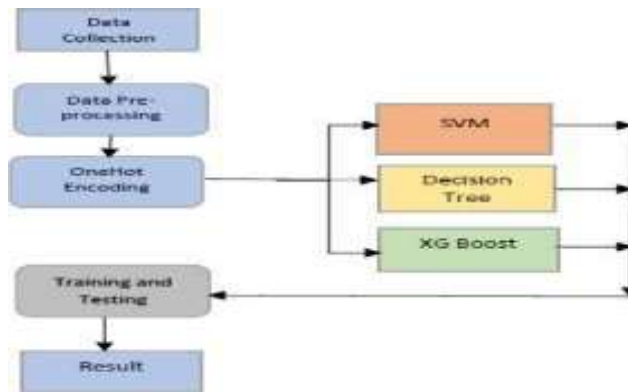 Data
Collection
Data Pre-
processing
OneHot
Encoding
SVM
Decision
Tree
XG Boost
Training and
Testing
Result